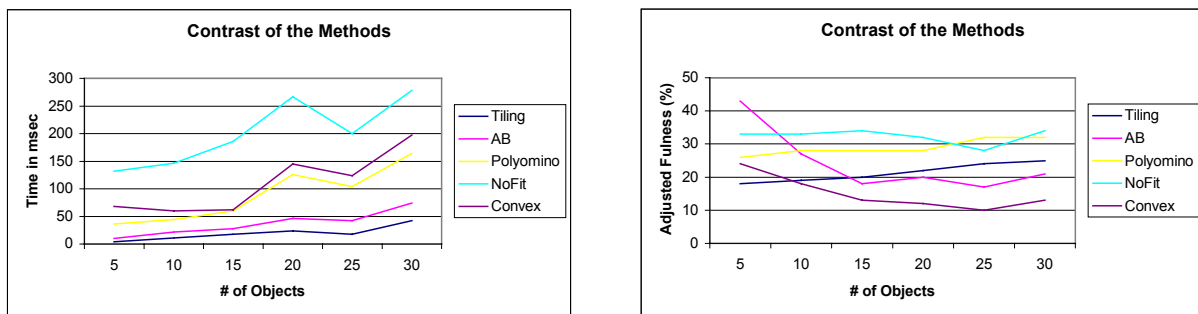 Contrast of the Methods
Time in msec
300
250
200
150
100
50
0
5 10 15 20 25 30
# of Objects
Tiling
AB
Polyomino
NoFit
Convex
Contrast of the Methods
Adjusted Fulness (%)
50
40
30
20
10
0
5 10 15 20 25 30
# of Objects
Tiling
AB
Polyomino
NoFit
Convex